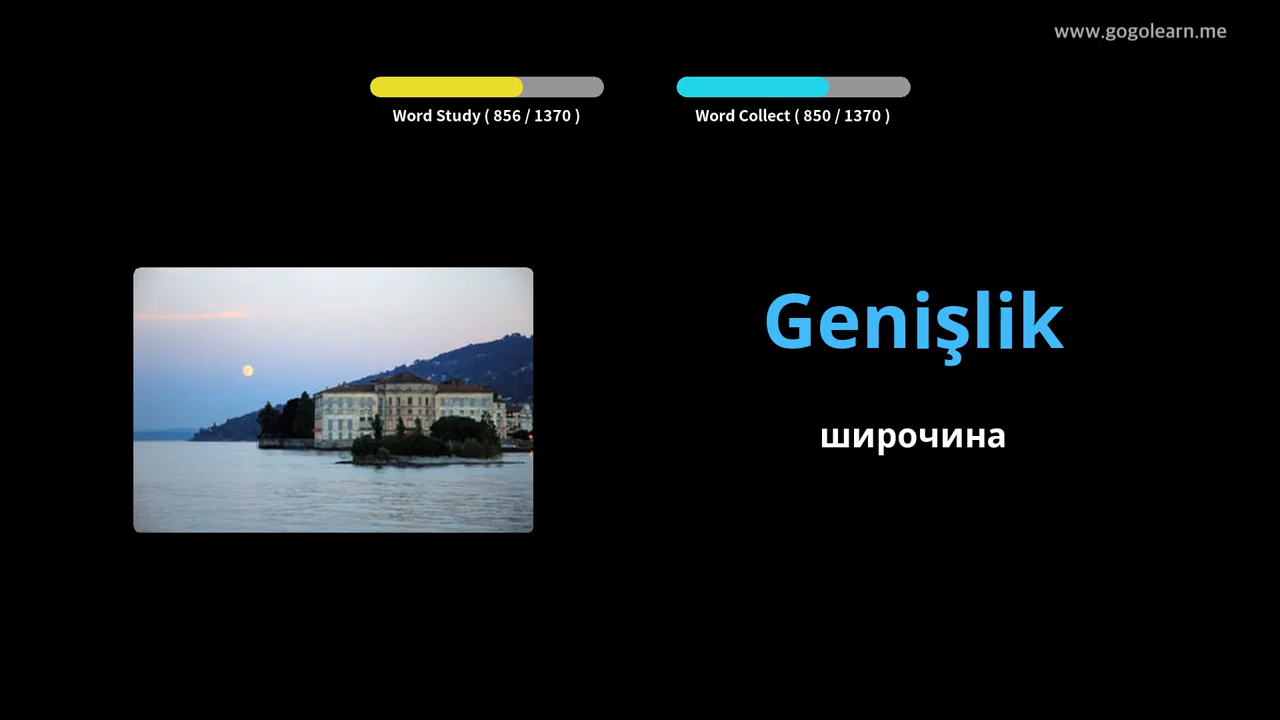 www.gogolearn.me
Word Study ( 856 / 1370 )
Word Collect ( 850 / 1370 )
Genişlik
широчина